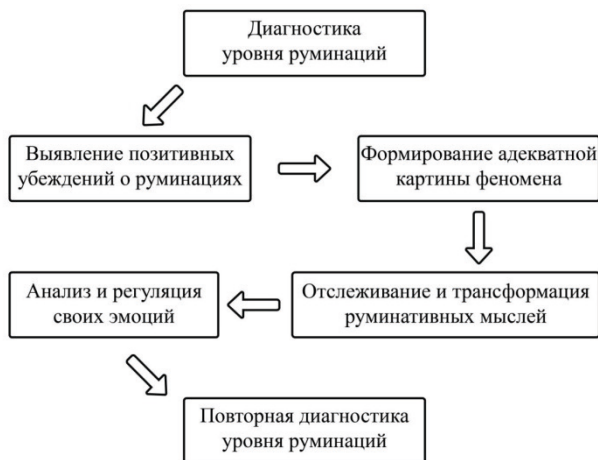 Диагностика
уровня руминаций
Выявление позитивных
убеждений о руминациях
Формирование адекватной
картины феномена
Отслеживание и трансформация
руминативных мыслей
Анализ и регуляция
своих эмоций
Повторная диагностика
уровня руминаций